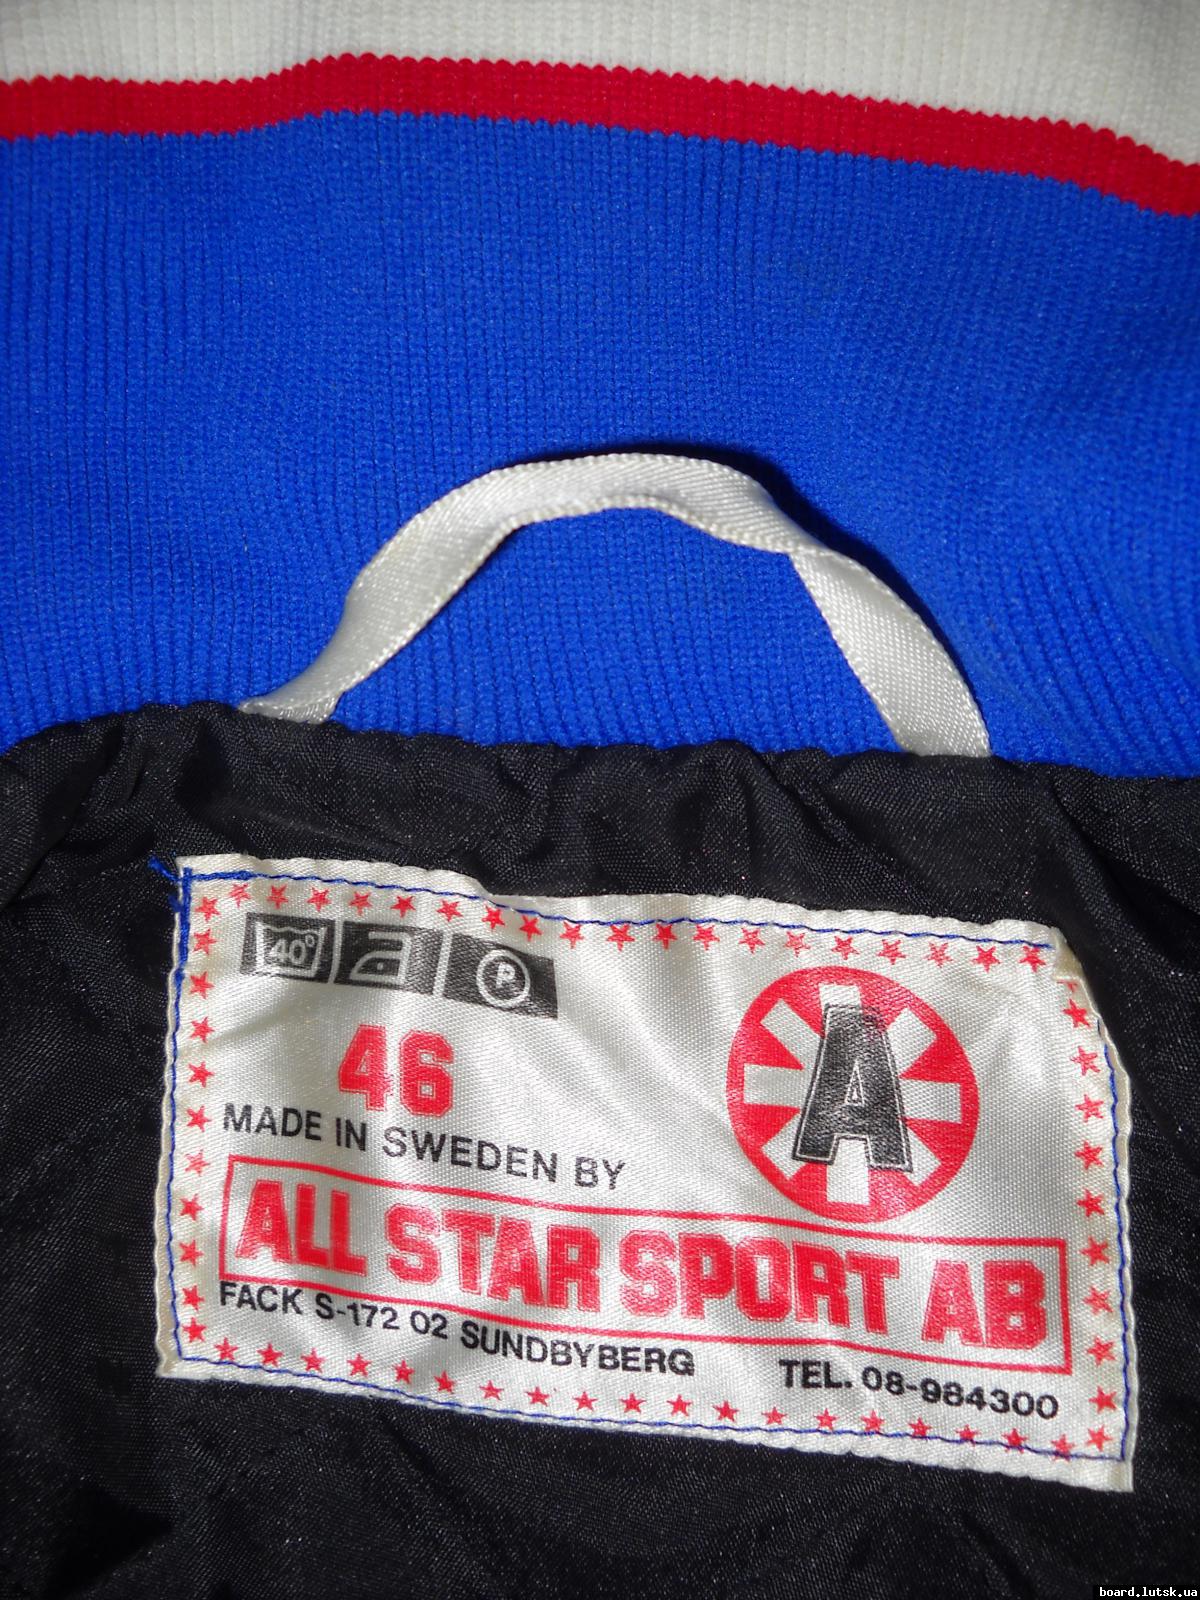 40°
P
A
46
MADE IN SWEDEN BY
ALL STAR SPORT AB
FACK S-172 02 SUNDBYBERG TEL. 08-984300
board.lutsk.ua